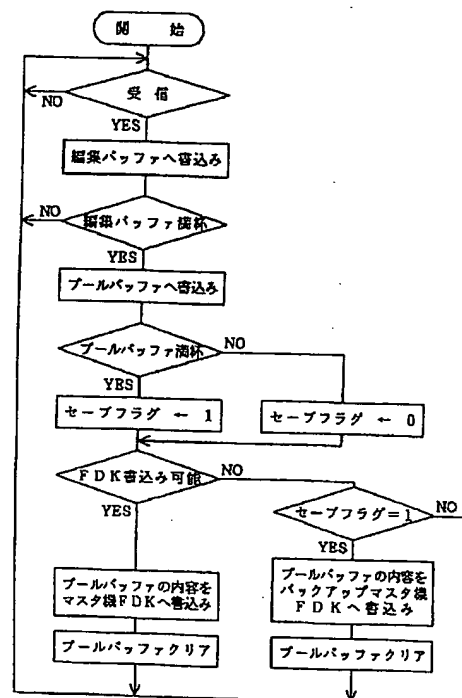 開始
受信
NO
YES
編集バッファへ書込み
編集バッファ満杯
NO
YES
プールバッファへ書込み
プールバッファ満杯
NO
YES
セーブフラグ ← 1
セーブフラグ ← 0
FDK書込み可能
NO
YES
セーブフラグ=1
NO
YES
プールバッファの内容を
マスタ機FDKへ書込み
プールバッファの内容を
バックアップマスタ機
FDKへ書込み
プールバッファクリア
プールバッファクリア